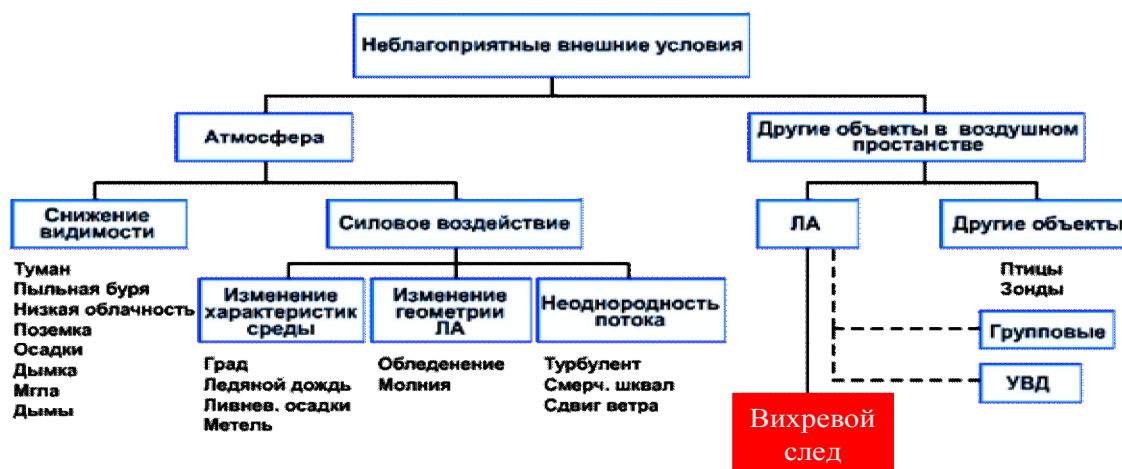 Неблагоприятные внешние условия
Атмосфера
Другие объекты в воздушном
простанстве
Снижение
видимости
Силовое воздействие
ЛА
Другие объекты
Туман
Пыльная буря
Низкая облачность
Поземка
Осадки
Дымка
Мгла
Дымы
Изменение
характеристик
среды
Изменение
геометрии
ЛА
Неоднородность
потока
Птицы
Зонды
Групповые
УВД
Град
Ледяной дождь
Ливнев. осадки
Метель
Обледенение
Молния
Турбулент
Смерч. шквал
Сдвиг ветра
Вихревой
след